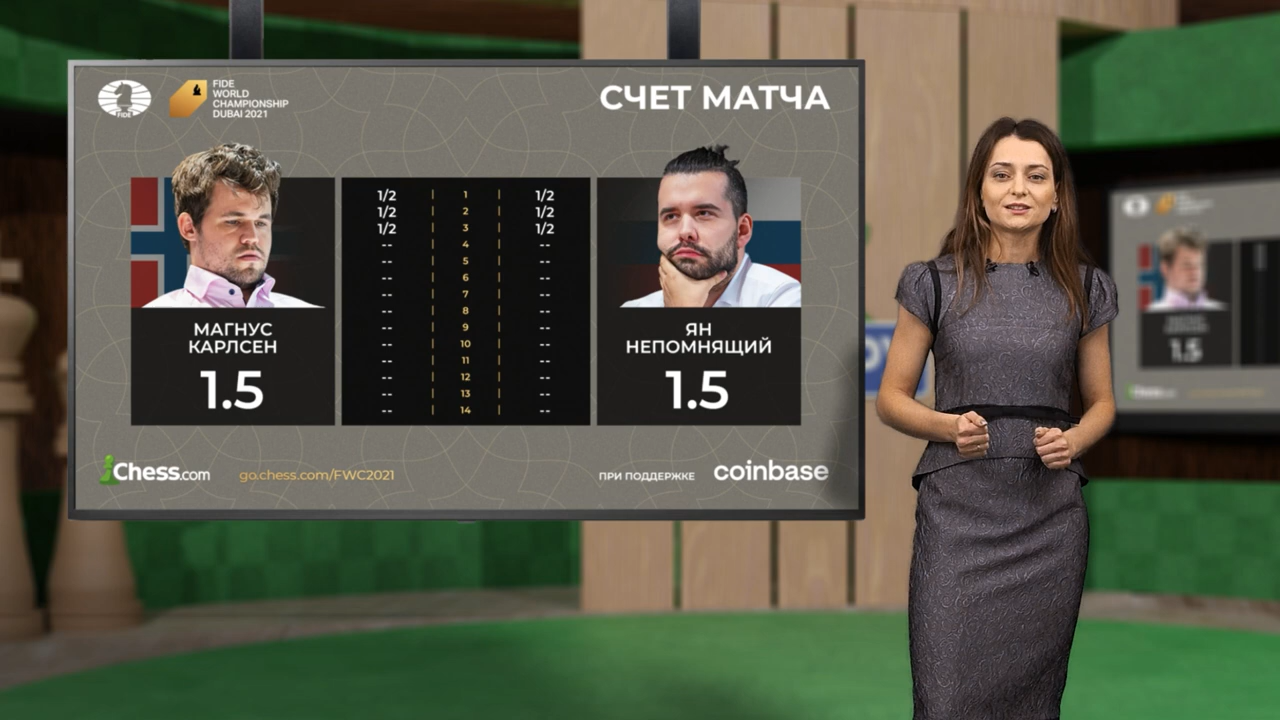 FIDE
FIDE
WORLD
CHAMPIONSHIP
DUBAI 2021
СЧЕТ МАТЧА
1/2 | 1 | 1/2
1/2 | 2 | 1/2
1/2 | 3 | 1/2
-- | 4 | --
-- | 5 | --
-- | 6 | --
-- | 7 | --
-- | 8 | --
-- | 9 | --
-- | 10 | --
-- | 11 | --
-- | 12 | --
-- | 13 | --
-- | 14 | --
МАГНУС
КАРЛСЕН
1.5
ЯН
НЕПОМНЯЩИЙ
1.5
Chess.com
go.chess.com/FWC2021
ПРИ ПОДДЕРЖКЕ
coinbase
1.5